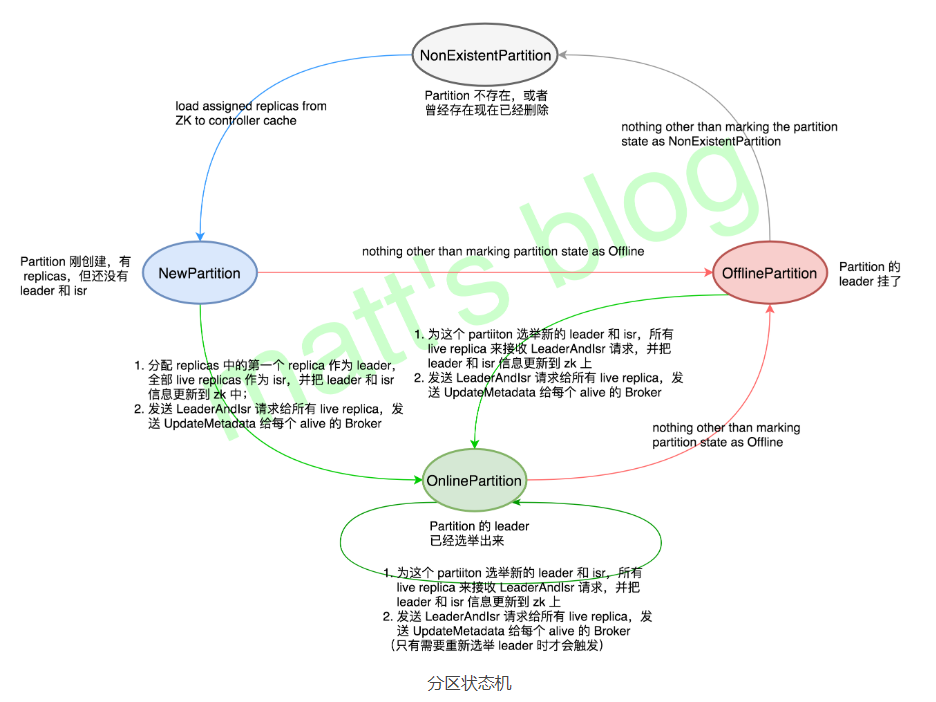 NonExistentPartition
Partition 不存在，或者
曾经存在现在已经删除
load assigned replicas from
ZK to controller cache
nothing other than marking the partition
state as NonExistentPartition
matt's blog
Partition 刚创建，有
replicas，但还没有
leader 和 isr
NewPartition
nothing other than marking partition state as Offline
OfflinePartition
Partition 的
leader 挂了
1. 分配 replicas 中的第一个 replica 作为 leader，
全部 live replicas 作为 isr，并把 leader 和 isr
信息更新到 zk 中；
2. 发送 LeaderAndIsr 请求给所有 live replica，发
送 UpdateMetadata 给每个 alive 的 Broker
1. 为这个 partiiton 选举新的 leader 和 isr，所有
live replica 来接收 LeaderAndIsr 请求，并把
leader 和 isr 信息更新到 zk 上
2. 发送 LeaderAndIsr 请求给所有 live replica，发
送 UpdateMetadata 给每个 alive 的 Broker
nothing other than marking
partition state as Offline
OnlinePartition
Partition 的 leader
已经选举出来
1. 为这个 partiiton 选举新的 leader 和 isr，所有
live replica 来接收 LeaderAndIsr 请求，并把
leader 和 isr 信息更新到 zk 上
2. 发送 LeaderAndIsr 请求给所有 live replica，发
送 UpdateMetadata 给每个 alive 的 Broker
（只有需要重新选举 leader 时才会触发）
分区状态机